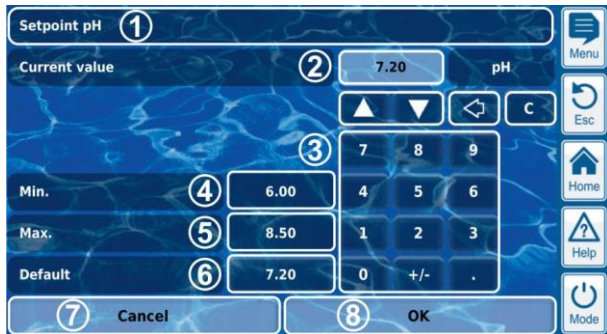 Setpoint pH 1
Menu
Current value 2 7.20 pH
C
Esc
3 7 8 9
Home
Min. 4 6.00 4 5 6
Max. 5 8.50 1 2 3
?
Help
Default 6 7.20 0 +/- .
7 Cancel 8 OK
Mode